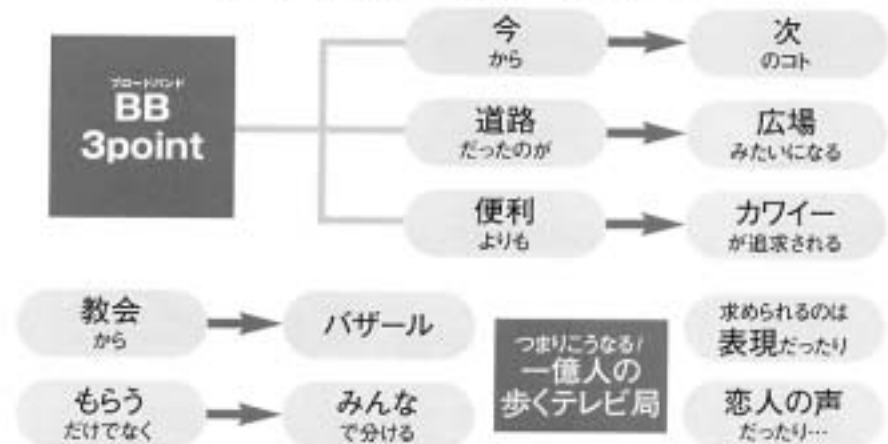 ブロードバンド
BB
3point
今
から
次
のコト
道路
だったのが
広場
みたいになる
便利
よりも
カワイー
が追求される
教会
から
バザール
もらう
だけでなく
みんな
で分ける
つまりこうなる!
一億人の
歩くテレビ局
求められるのは
表現だったり
恋人の声
だったり…